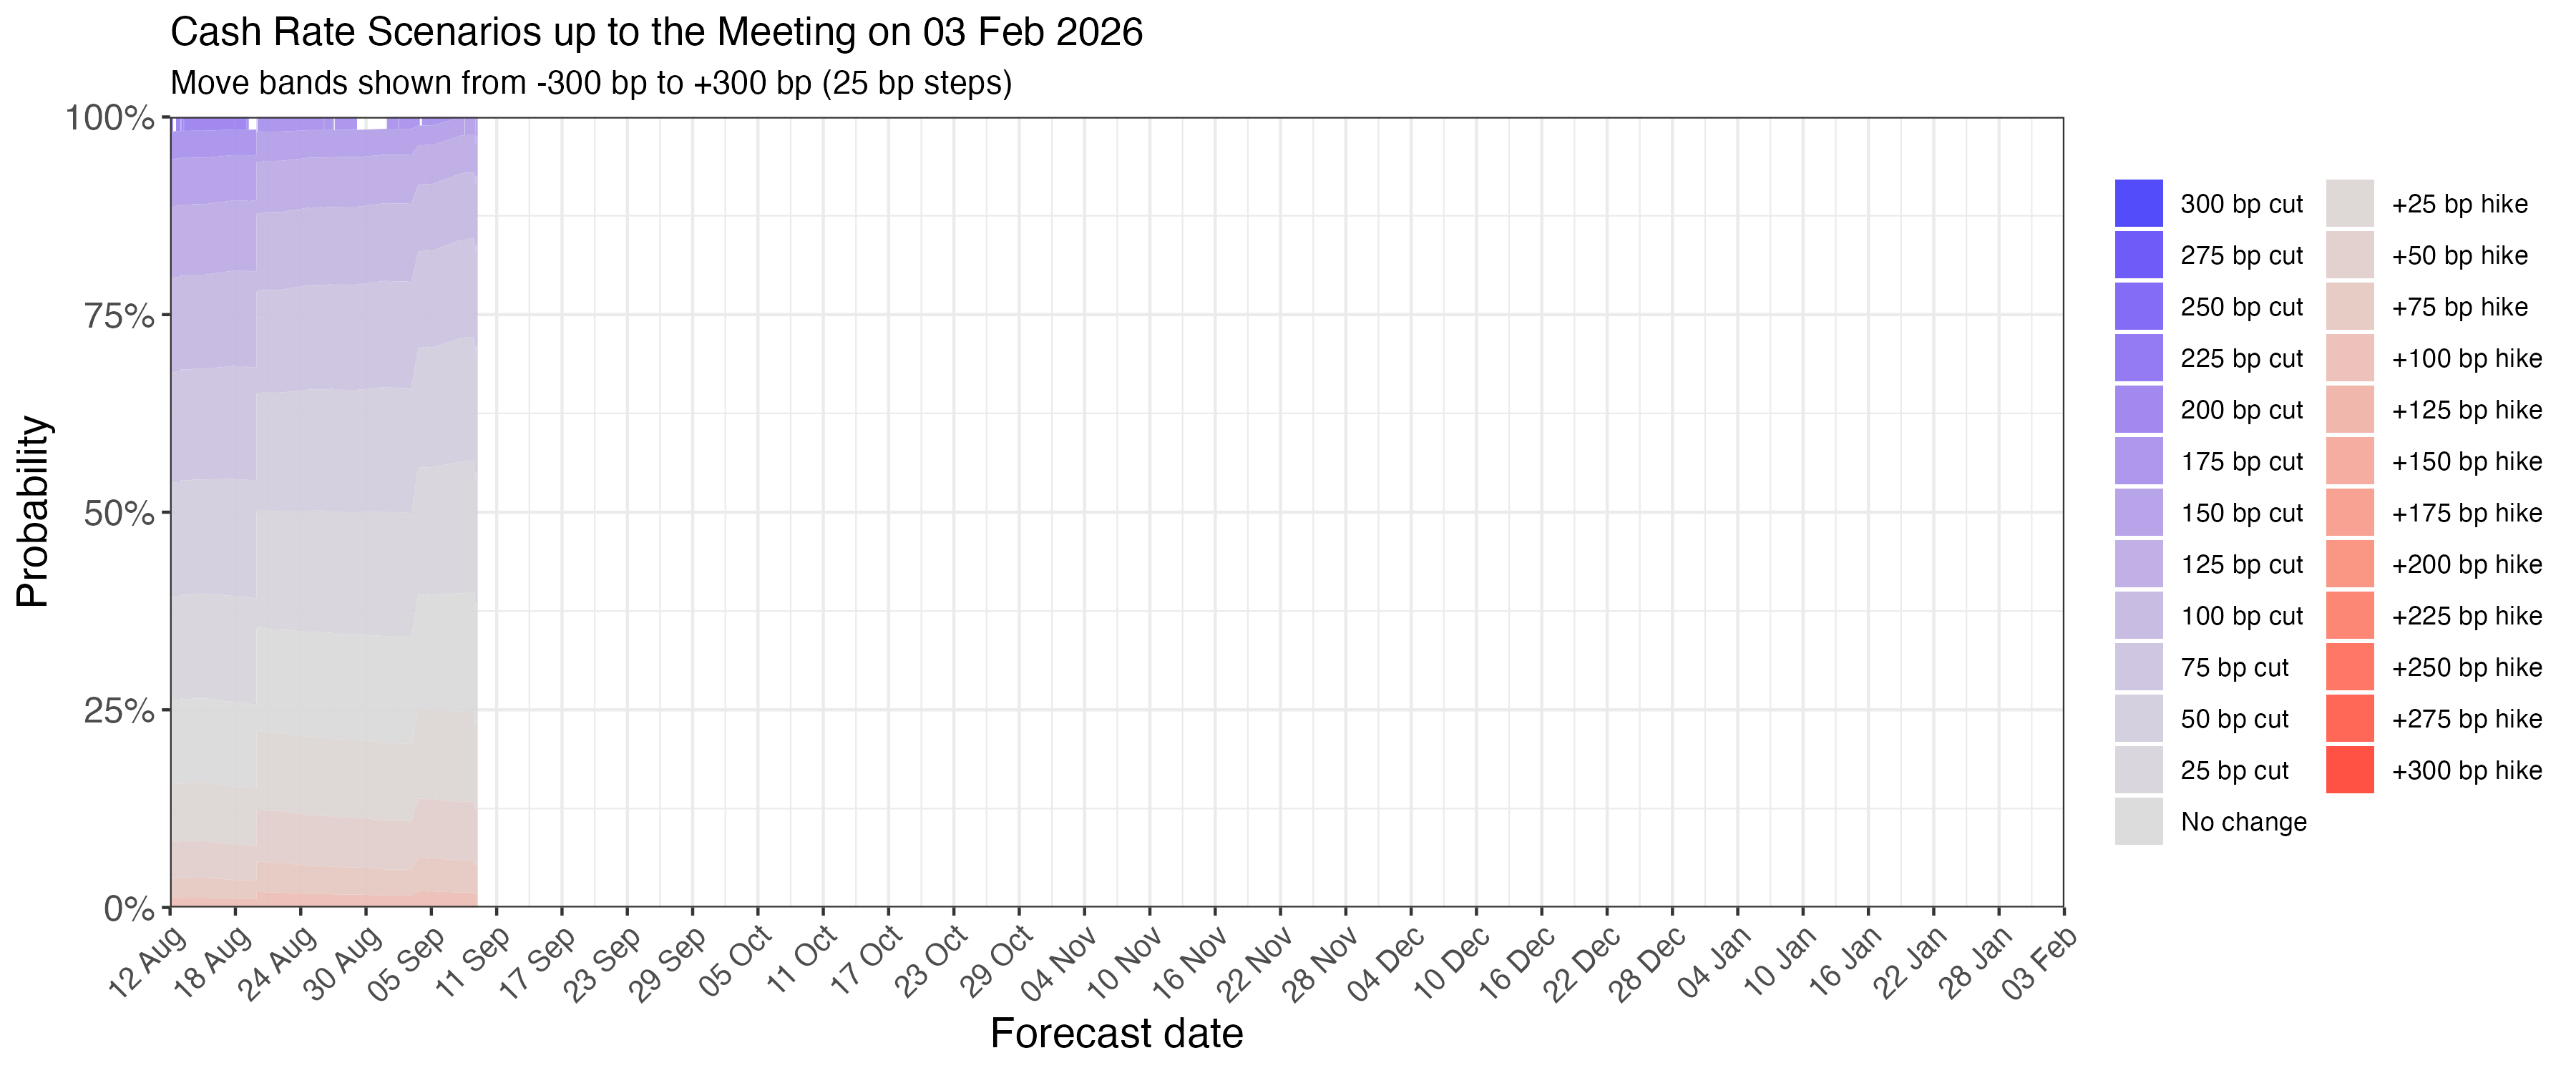 Cash Rate Scenarios up to the Meeting on 03 Feb 2026
Move bands shown from -300 bp to +300 bp (25 bp steps)
Probability
100%
75%
50%
25%
0%
12 Aug
18 Aug
24 Aug
30 Aug
05 Sep
11 Sep
17 Sep
23 Sep
29 Sep
05 Oct
11 Oct
17 Oct
23 Oct
29 Oct
04 Nov
10 Nov
16 Nov
22 Nov
28 Nov
04 Dec
10 Dec
16 Dec
22 Dec
28 Dec
04 Jan
10 Jan
16 Jan
22 Jan
28 Jan
03 Feb
Forecast date
300 bp cut
275 bp cut
250 bp cut
225 bp cut
200 bp cut
175 bp cut
150 bp cut
125 bp cut
100 bp cut
75 bp cut
50 bp cut
25 bp cut
No change
+25 bp hike
+50 bp hike
+75 bp hike
+100 bp hike
+125 bp hike
+150 bp hike
+175 bp hike
+200 bp hike
+225 bp hike
+250 bp hike
+275 bp hike
+300 bp hike